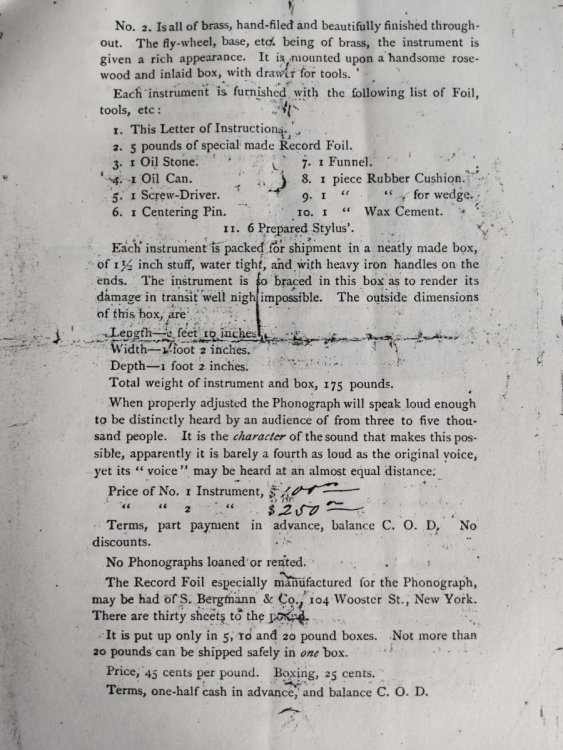 No. 2. Is all of brass, hand-filed and beautifully finished through-
out. The fly-wheel, base, etc. being of brass, the instrument is
given a rich appearance. It is mounted upon a handsome rose-
wood and inlaid box, with drawer for tools.
Each instrument is furnished with the following list of Foil,
tools, etc:
1. This Letter of Instructions.
2. 5 pounds of special made Record Foil.
3. 1 Oil Stone. 7. 1 Funnel.
4. 1 Oil Can. 8. 1 piece Rubber Cushion.
5. 1 Screw-Driver. 9. 1 " " , for wedge.
6. 1 Centering Pin. 10. 1 " Wax Cement.
11. 6 Prepared Stylus'.
Each instrument is packed for shipment in a neatly made box,
of 1½ inch stuff, water tight, and with heavy iron handles on the
ends. The instrument is so braced in this box as to render its
damage in transit well nigh impossible. The outside dimensions
of this box, are
Length— feet 10 inches.
Width—1 foot 2 inches.
Depth—1 foot 2 inches.
Total weight of instrument and box, 175 pounds.
When properly adjusted the Phonograph will speak loud enough
to be distinctly heard by an audience of from three to five thou-
sand people. It is the character of the sound that makes this pos-
sible, apparently it is barely a fourth as loud as the original voice,
yet its "voice" may be heard at an almost equal distance.
Price of No. 1 Instrument, $
" " 2 " $250
Terms, part payment in advance, balance C. O. D. No
discounts.
No Phonographs loaned or rented.
The Record Foil especially manufactured for the Phonograph,
may be had of S. Bergmann & Co., 104 Wooster St., New York.
There are thirty sheets to the pound.
It is put up only in 5, 10 and 20 pound boxes. Not more than
20 pounds can be shipped safely in one box.
Price, 45 cents per pound. Boxing, 25 cents.
Terms, one-half cash in advance, and balance C. O. D.